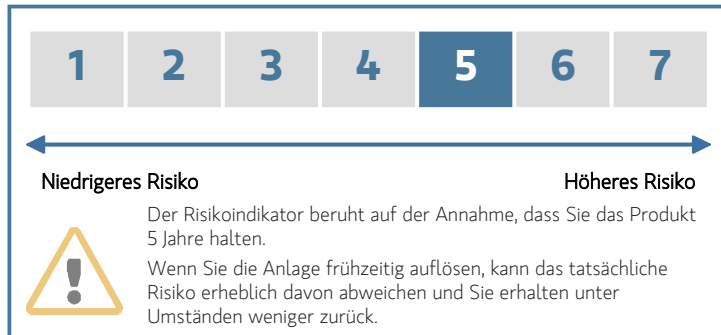 1 2 3 4 5 6 7
Niedrigeres Risiko Höheres Risiko
Der Risikoindikator beruht auf der Annahme, dass Sie das Produkt
5 Jahre halten.
Wenn Sie die Anlage frühzeitig auflösen, kann das tatsächliche
Risiko erheblich davon abweichen und Sie erhalten unter
Umständen weniger zurück.